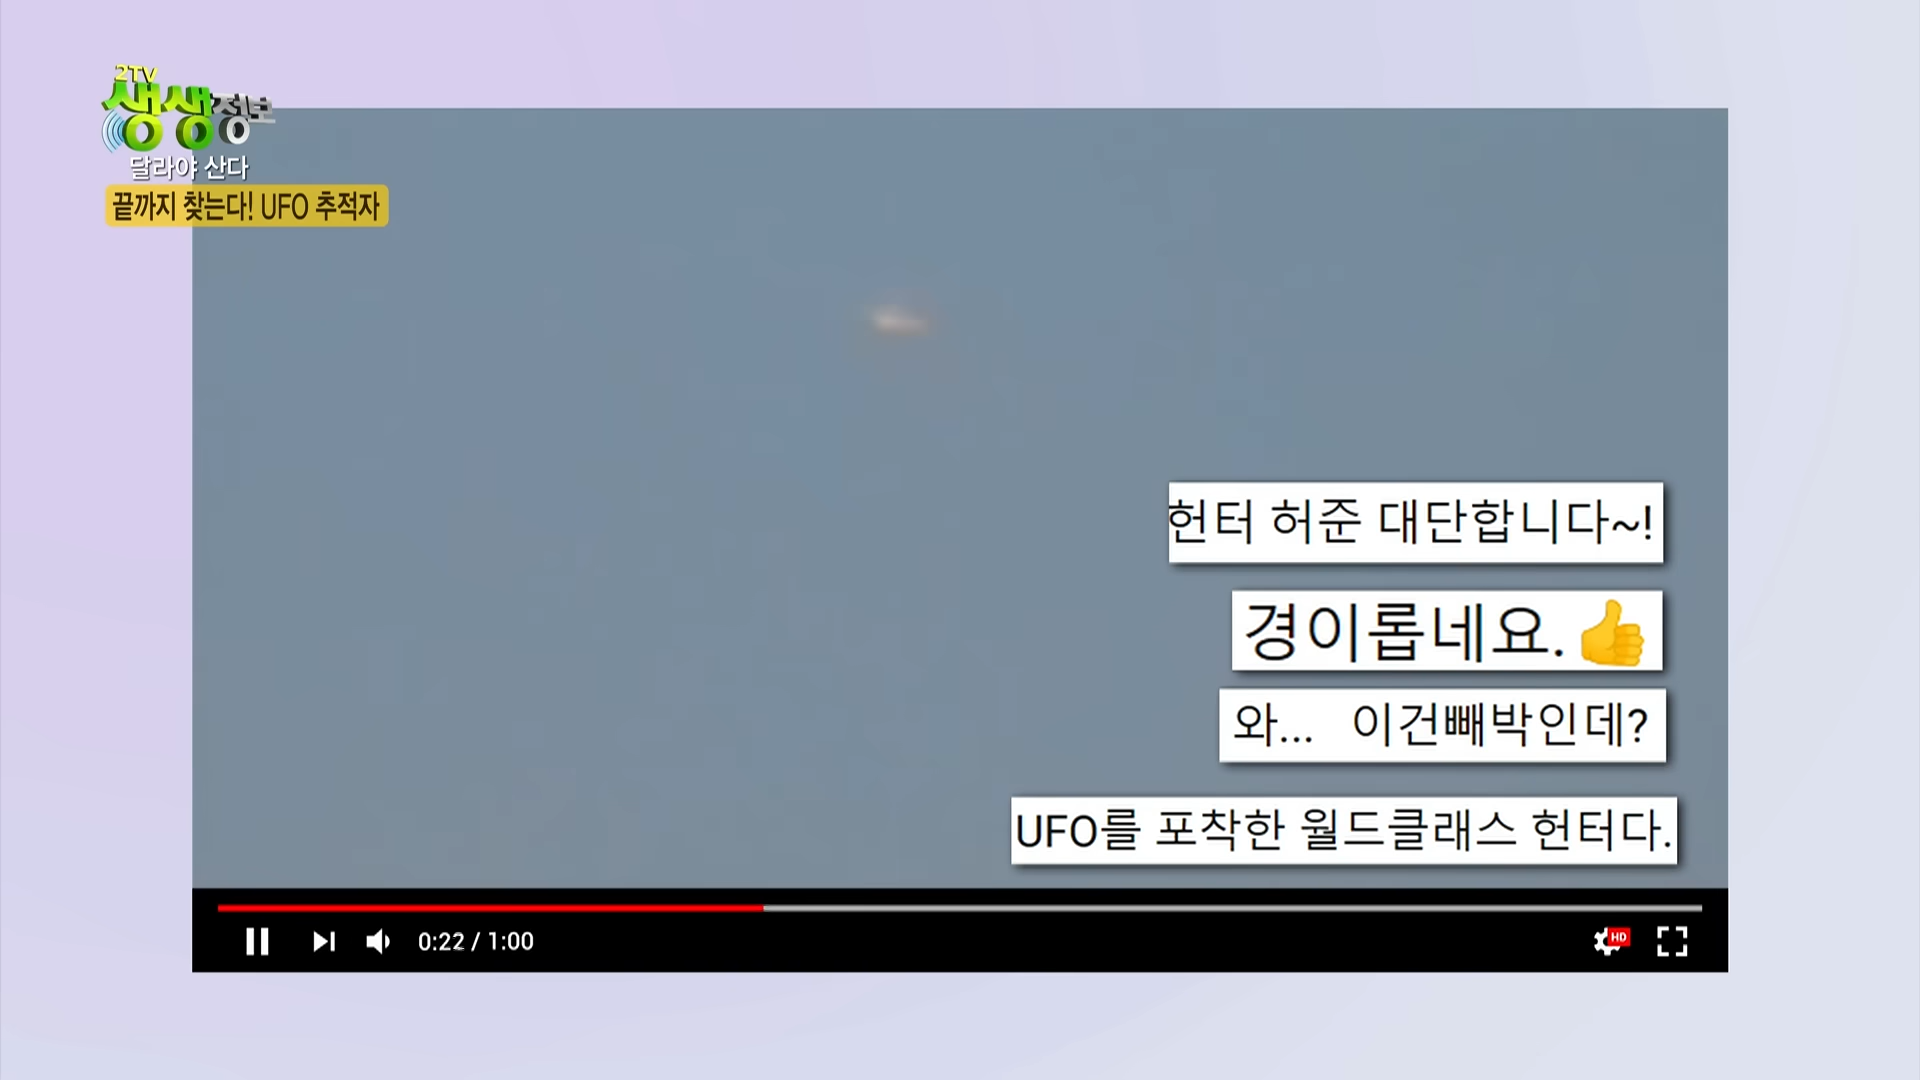 2TV
생생정보
달라야 산다
끝까지 찾는다! UFO 추적자
헌터 허준 대단합니다~!
경이롭네요.👍
와... 이건빼박인데?
UFO를 포착한 월드클래스 헌터다.
0:22 / 1:00
HD